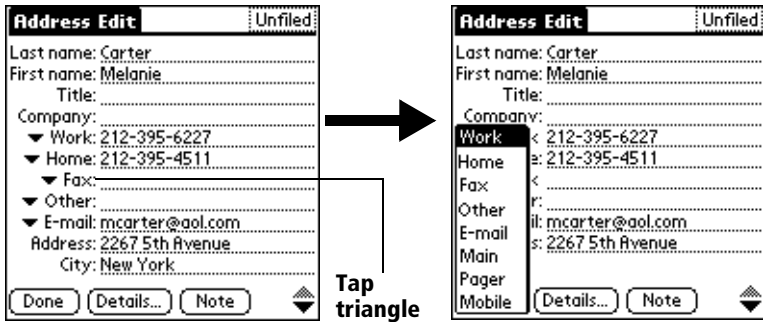 Address Edit Unfiled
Last name: Carter
First name: Melanie
Title:
Company:
Work: 212-395-6227
Home: 212-395-4511
Fax:
Other:
E-mail: mcarter@aol.com
Address: 2267 5th Avenue
City: New York
Done Details... Note
Tap
triangle
Address Edit Unfiled
Last name: Carter
First name: Melanie
Title:
Company:
Work k 212-395-6227
Home e: 212-395-4511
Fax
Other r:
E-mail il: mcarter@aol.com
Main s: 2267 5th Avenue
Pager
Mobile Details... Note